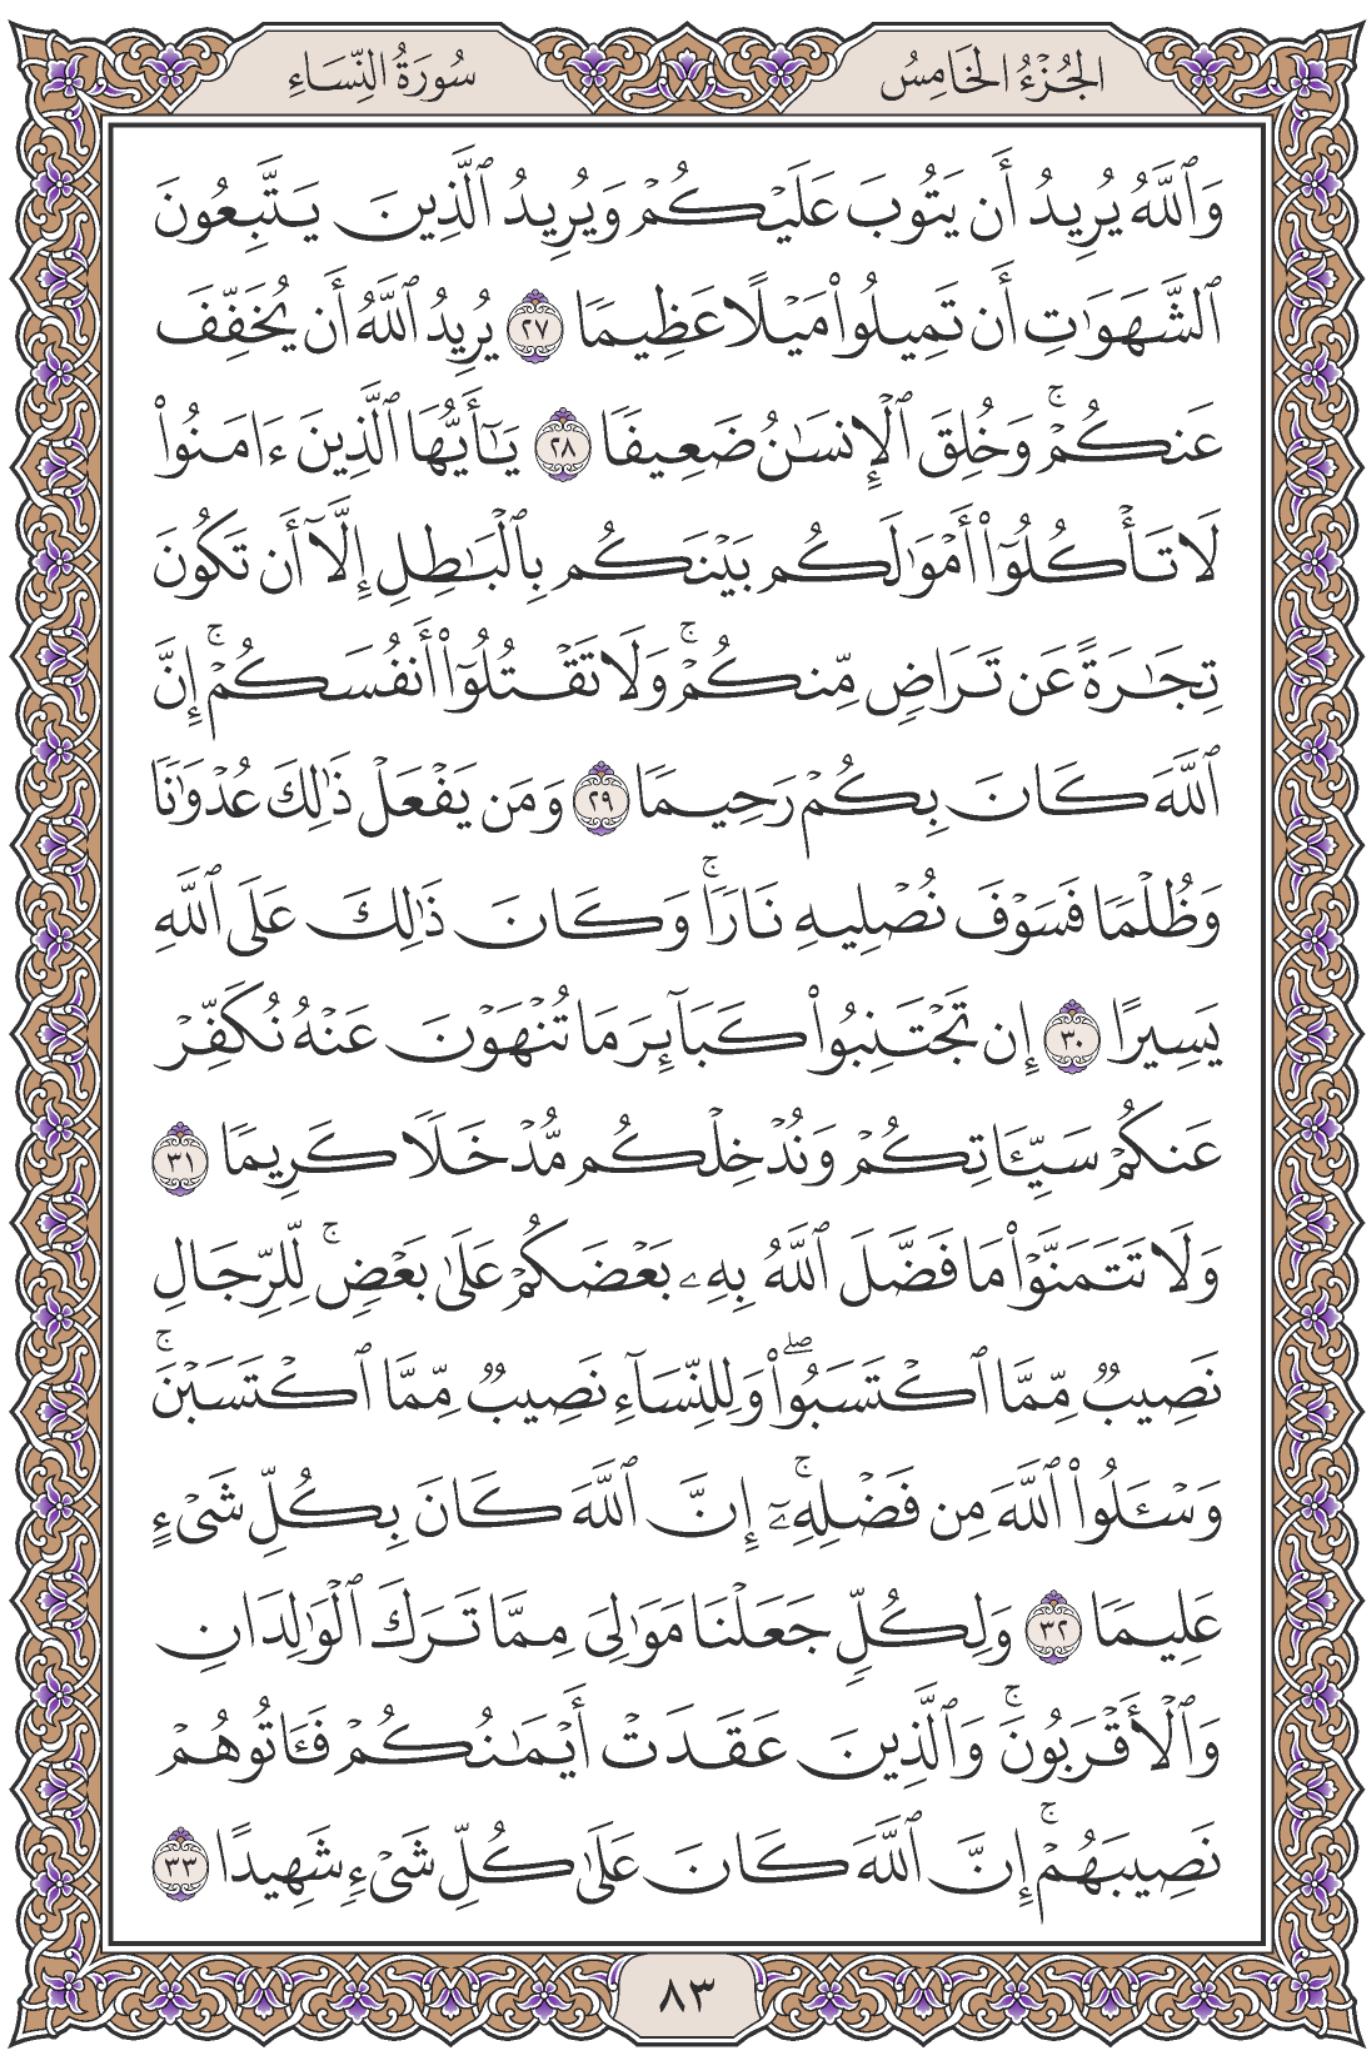 الجُزْءُ الخَامِسُ
سُورَةُ النِّسَاءِ
وَٱللَّهُ يُرِيدُ أَن يَتُوبَ عَلَيْكُمْ وَيُرِيدُ ٱلَّذِينَ يَتَّبِعُونَ
ٱلشَّهَوَٰتِ أَن تَمِيلُوا۟ مَيْلًا عَظِيمًا ٢٧ يُرِيدُ ٱللَّهُ أَن يُخَفِّفَ
عَنكُمْ ۚ وَخُلِقَ ٱلْإِنسَٰنُ ضَعِيفًا ٢٨ يَٰٓأَيُّهَا ٱلَّذِينَ ءَامَنُوا۟
لَا تَأْكُلُوٓا۟ أَمْوَٰلَكُم بَيْنَكُم بِٱلْبَٰطِلِ إِلَّآ أَن تَكُونَ
تِجَٰرَةً عَن تَرَاضٍ مِّنكُمْ ۚ وَلَا تَقْتُلُوٓا۟ أَنفُسَكُمْ ۚ إِنَّ
ٱللَّهَ كَانَ بِكُمْ رَحِيمًا ٢٩ وَمَن يَفْعَلْ ذَٰلِكَ عُدْوَٰنًا
وَظُلْمًا فَسَوْفَ نُصْلِيهِ نَارًا ۚ وَكَانَ ذَٰلِكَ عَلَى ٱللَّهِ
يَسِيرًا ٣٠ إِن تَجْتَنِبُوا۟ كَبَآئِرَ مَا تُنْهَوْنَ عَنْهُ نُكَفِّرْ
عَنكُمْ سَيِّـَٔاتِكُمْ وَنُدْخِلْكُم مُّدْخَلًا كَرِيمًا ٣١
وَلَا تَتَمَنَّوْا۟ مَا فَضَّلَ ٱللَّهُ بِهِۦ بَعْضَكُمْ عَلَىٰ بَعْضٍ ۚ لِّلرِّجَالِ
نَصِيبٌ مِّمَّا ٱكْتَسَبُوا۟ ۖ وَلِلنِّسَآءِ نَصِيبٌ مِّمَّا ٱكْتَسَبْنَ ۚ
وَسْـَٔلُوا۟ ٱللَّهَ مِن فَضْلِهِۦٓ ۚ إِنَّ ٱللَّهَ كَانَ بِكُلِّ شَىْءٍ
عَلِيمًا ٣٢ وَلِكُلٍّ جَعَلْنَا مَوَٰلِىَ مِمَّا تَرَكَ ٱلْوَٰلِدَانِ
وَٱلْأَقْرَبُونَ ۚ وَٱلَّذِينَ عَقَدَتْ أَيْمَٰنُكُمْ فَـَٔاتُوهُمْ
نَصِيبَهُمْ ۚ إِنَّ ٱللَّهَ كَانَ عَلَىٰ كُلِّ شَىْءٍ شَهِيدًا ٣٣
٨٣